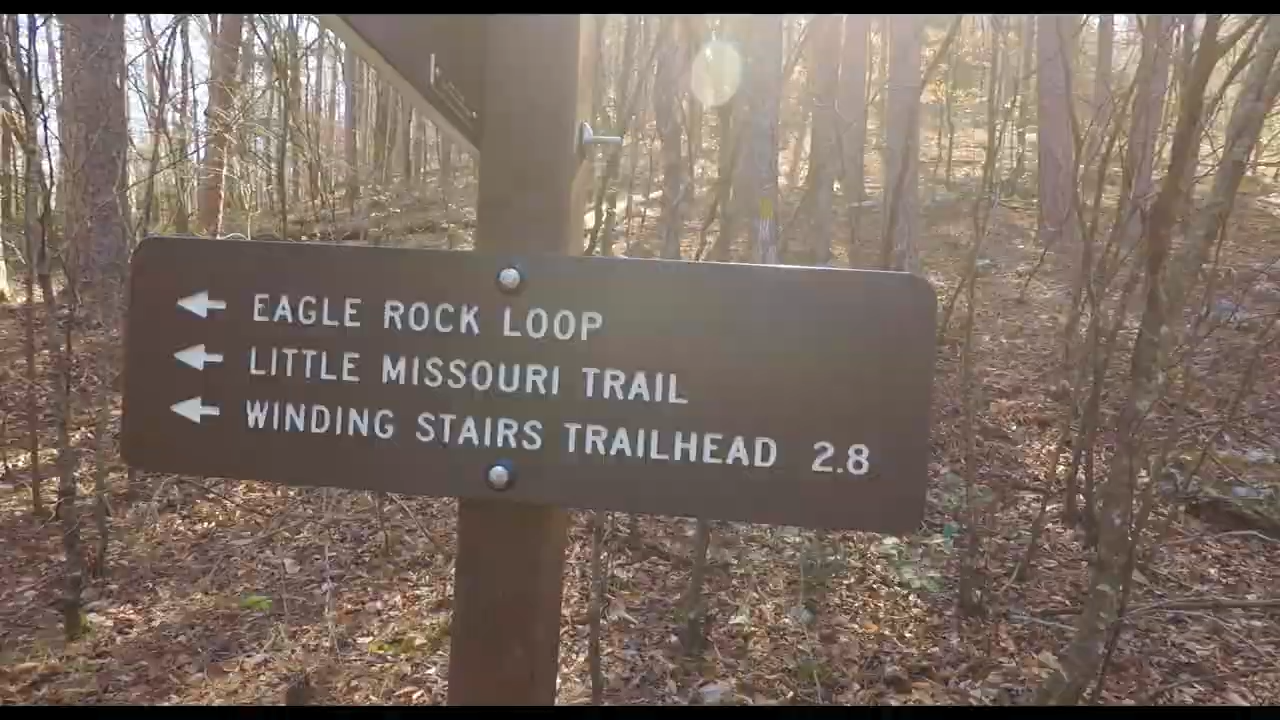 EAGLE ROCK LOOP
LITTLE MISSOURI TRAIL
WINDING STAIRS TRAILHEAD 2.8